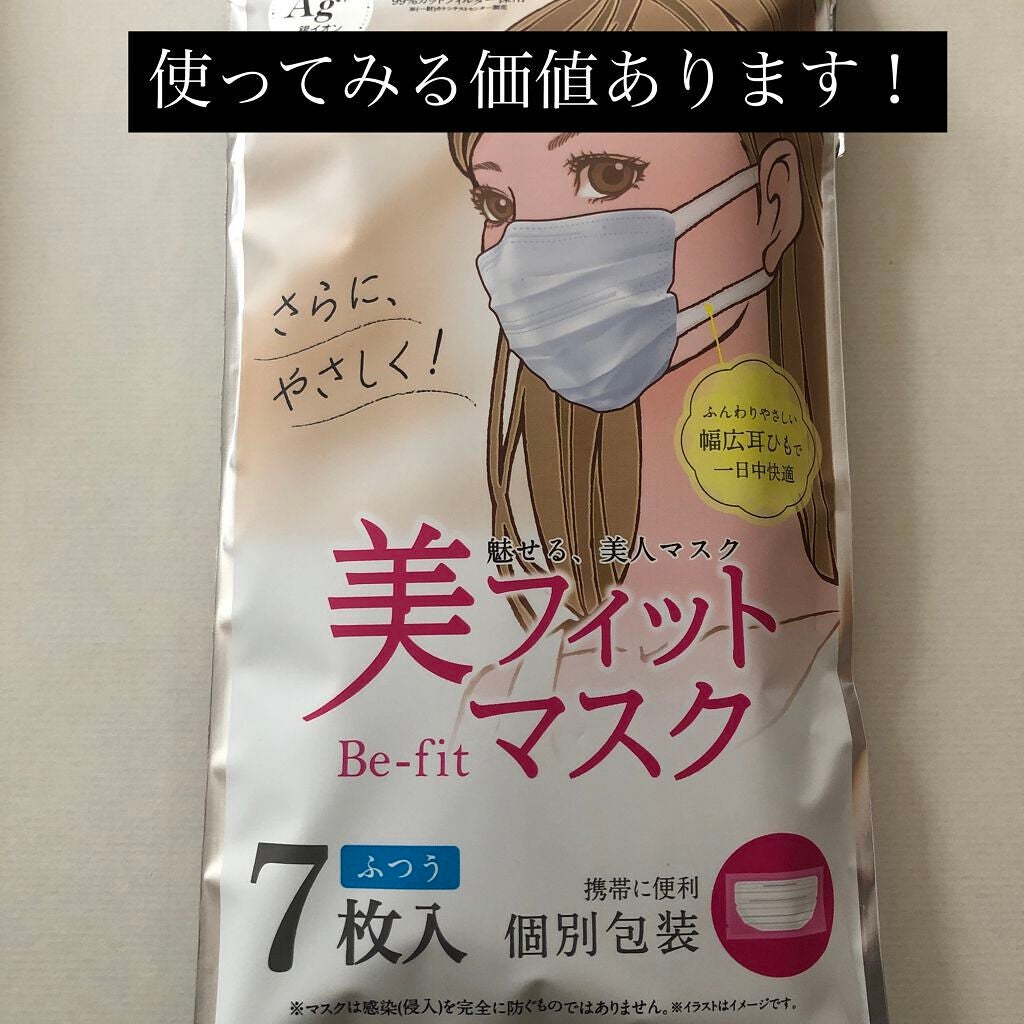 Ag+
銀イオン
使ってみる価値あります！
さらに、
やさしく！
ふんわりやさしい
幅広耳ひもで
一日中快適
魅せる、美人マスク
美フィット
マスク
Be-fit
7枚入
ふつう
携帯に便利
個別包装
※マスクは感染(侵入)を完全に防ぐものではありません。※イラストはイメージです。